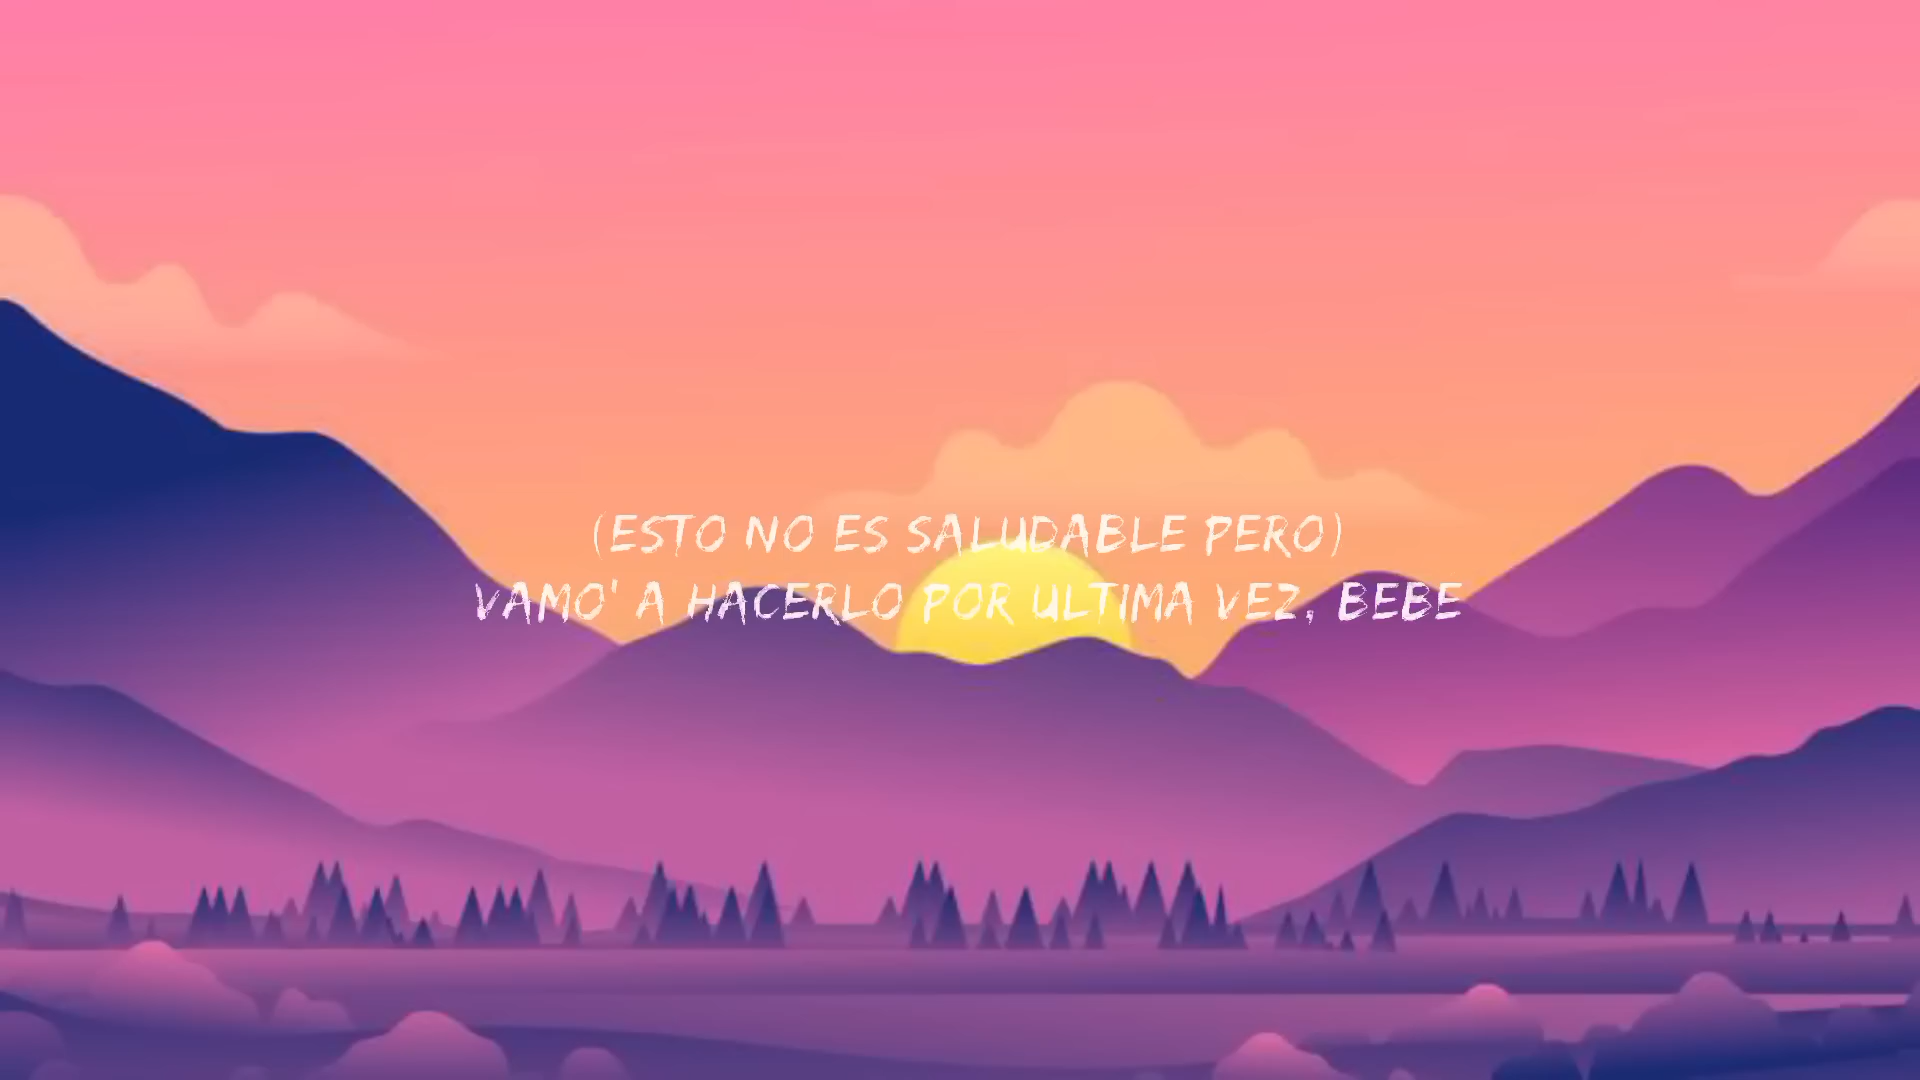 (ESTO NO ES SALUDABLE PERO)
VAMO' A HACERLO POR ULTIMA VEZ, BEBE